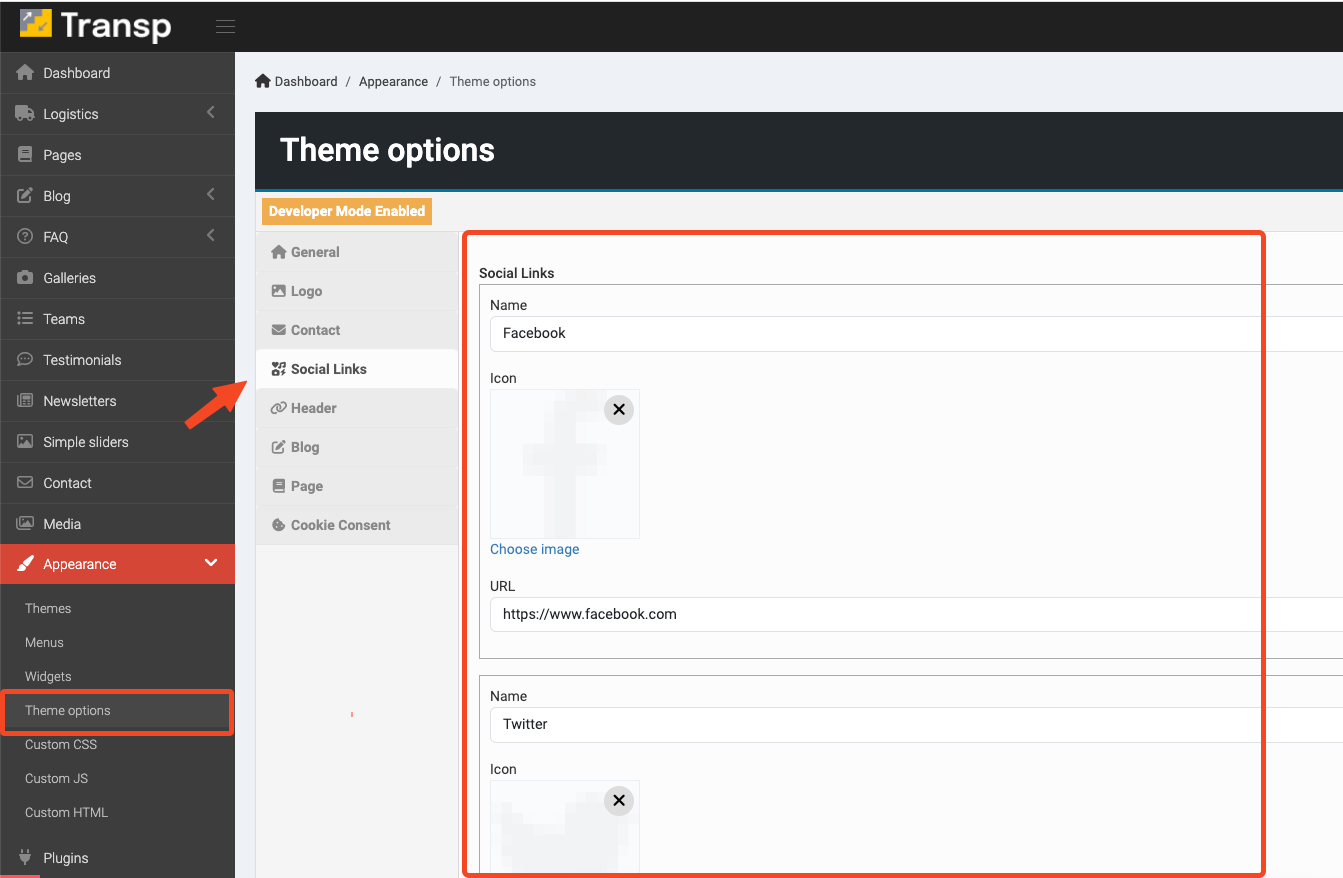 Transp
Dashboard
Logistics
Pages
Blog
FAQ
Galleries
Teams
Testimonials
Newsletters
Simple sliders
Contact
Media
Appearance
Themes
Menus
Widgets
Theme options
Custom CSS
Custom JS
Custom HTML
Plugins
Dashboard / Appearance / Theme options
Theme options
Developer Mode Enabled
General
Logo
Contact
Social Links
Header
Blog
Page
Cookie Consent
Social Links
Name
Facebook
Icon
Choose image
URL
https://www.facebook.com
Name
Twitter
Icon